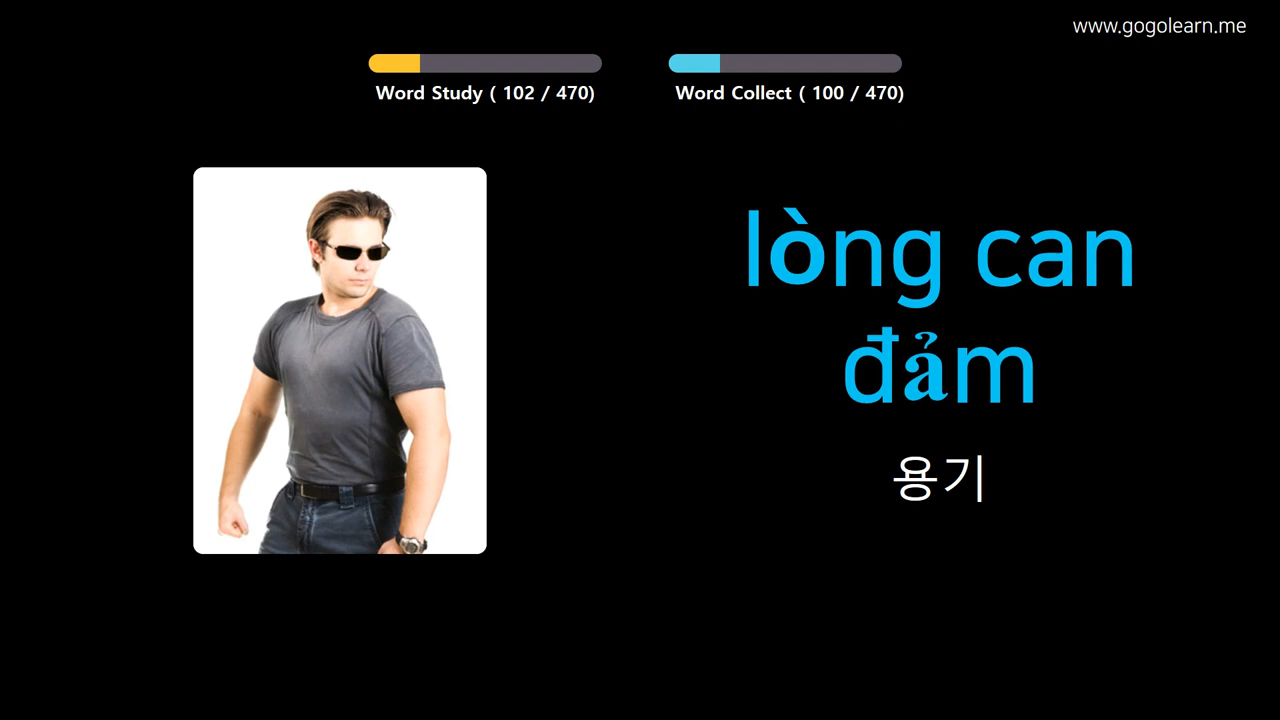 www.gogolearn.me
Word Study ( 102 / 470)
Word Collect ( 100 / 470)
lòng can
đảm
용기